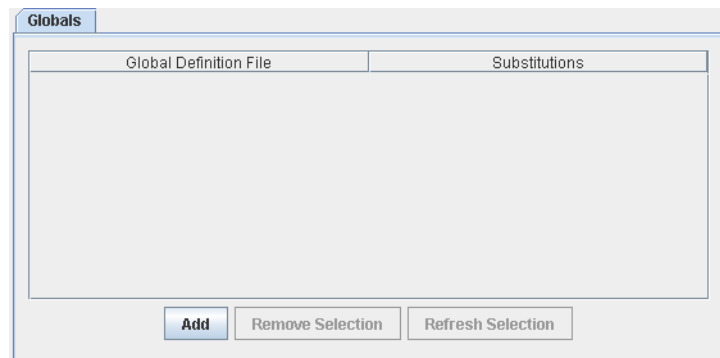 Globals
Global Definition File Substitutions
Add Remove Selection Refresh Selection